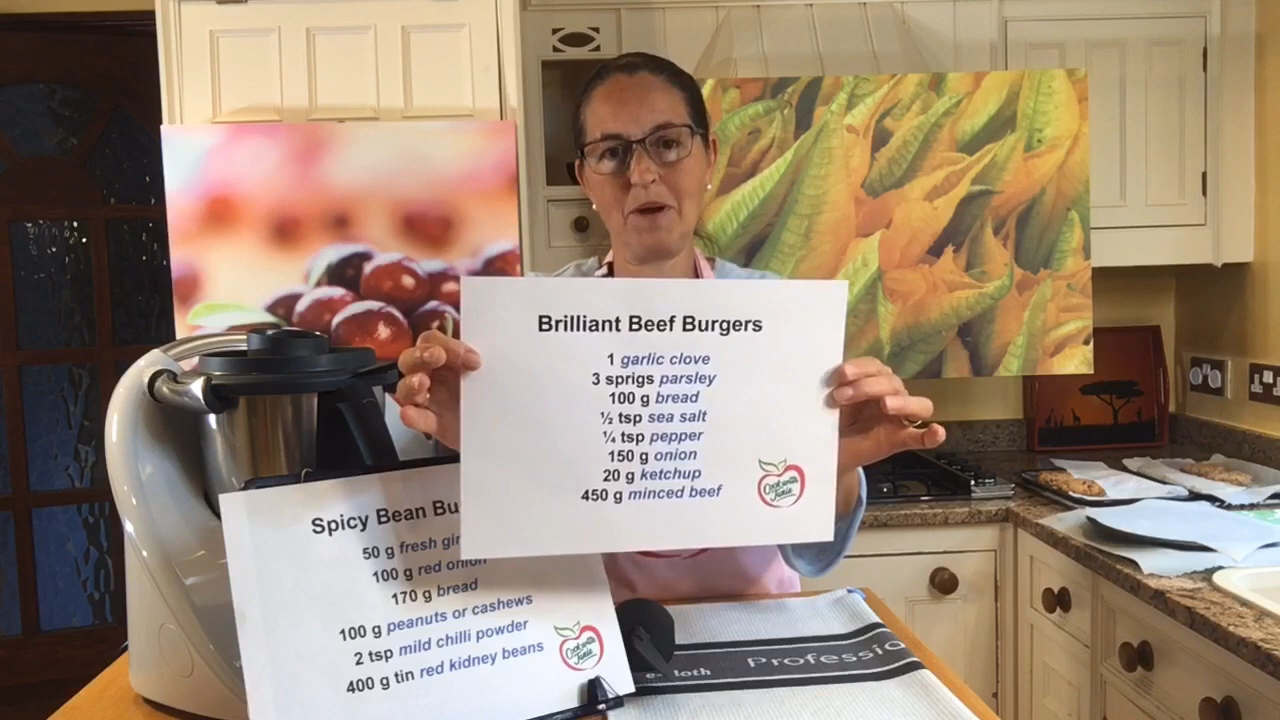 Brilliant Beef Burgers
1 garlic clove
3 sprigs parsley
100 g bread
½ tsp sea salt
¼ tsp pepper
150 g onion
20 g ketchup
450 g minced beef
Cook with
Janie
Spicy Bean Bu
50 g fresh gin
100 g red onion
170 g bread
100 g peanuts or cashews
2 tsp mild chilli powder
400 g tin red kidney beans
Cook with
Janie
e- loth Professio